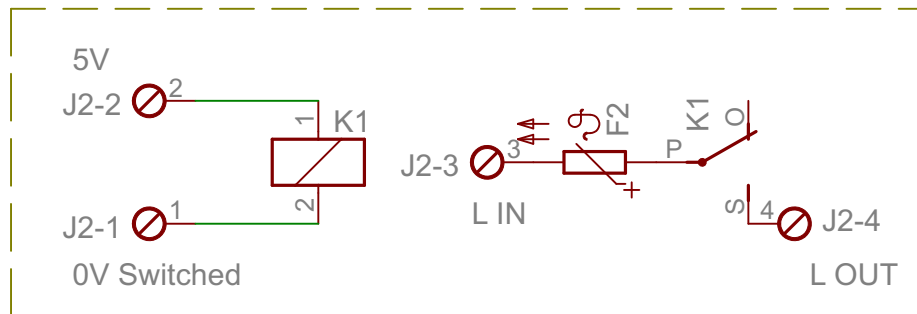 5V
J2-2
2
1
K1
2
J2-1
1
0V Switched
J2-3
3
L IN
F2
P
K1
O
S
4
J2-4
L OUT